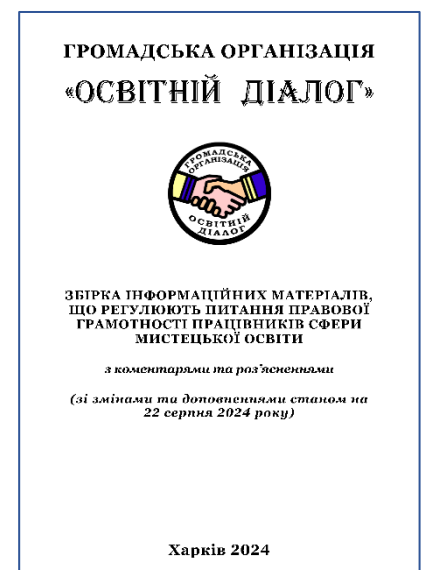 ГРОМАДСЬКА ОРГАНІЗАЦІЯ
«ОСВІТНІЙ ДІАЛОГ»
ГРОМАДСЬКА
ОРГАНІЗАЦІЯ
ОСВІТНІЙ
ДІАЛОГ
ЗБІРКА ІНФОРМАЦІЙНИХ МАТЕРІАЛІВ,
ЩО РЕГУЛЮЮТЬ ПИТАННЯ ПРАВОВОЇ
ГРАМОТНОСТІ ПРАЦІВНИКІВ СФЕРИ
МИСТЕЦЬКОЇ ОСВІТИ
з коментарями та роз'ясненнями
(зі змінами та доповненнями станом на
22 серпня 2024 року)
Харків 2024